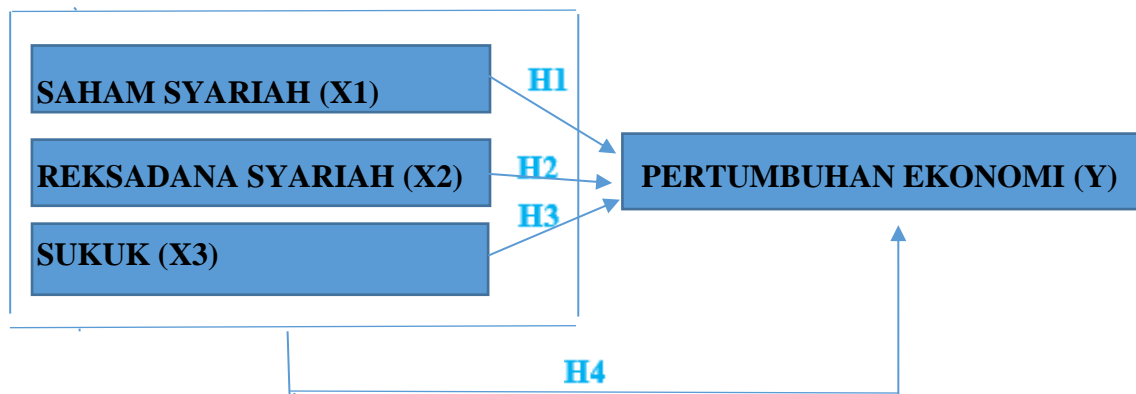 SAHAM SYARIAH (X1)
H1
REKSADANA SYARIAH (X2)
H2
PERTUMBUHAN EKONOMI (Y)
H3
SUKUK (X3)
H4